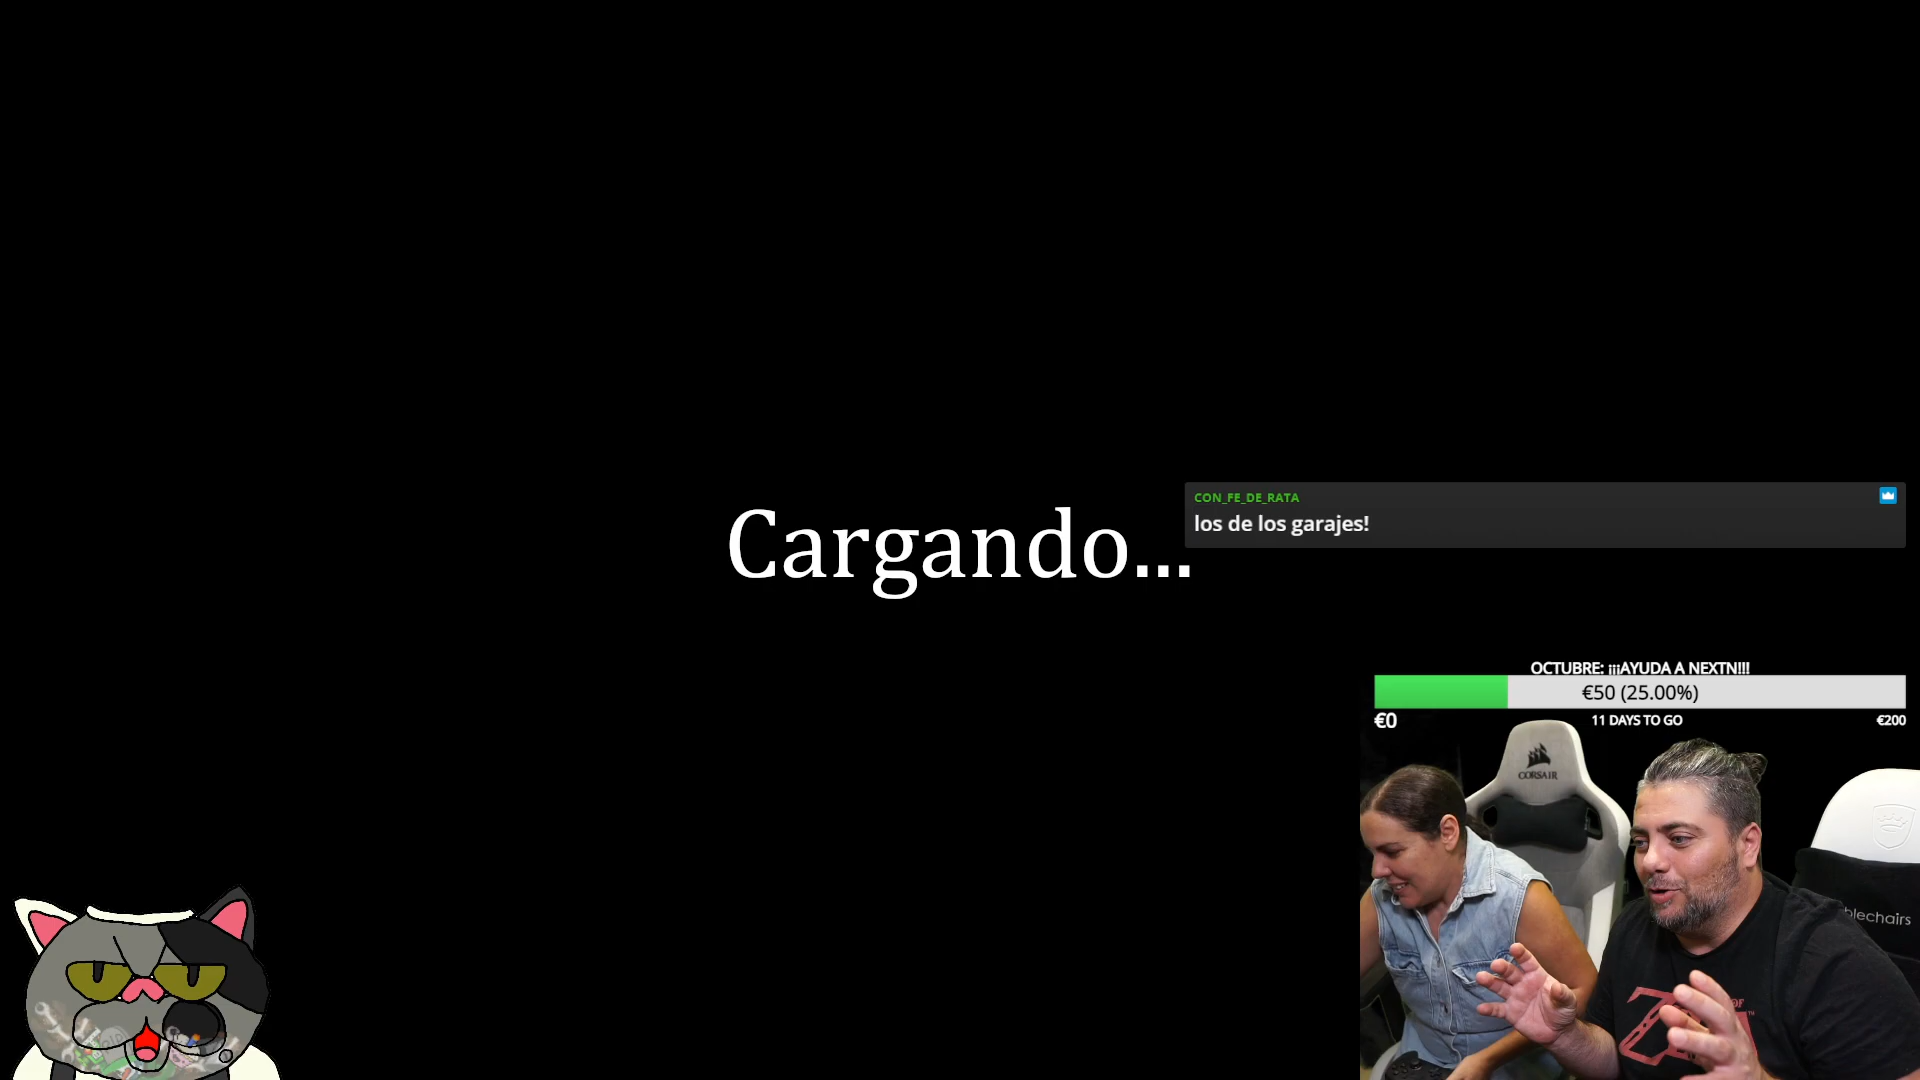 CON_FE_DE_RATA
los de los garajes!
Cargando...
OCTUBRE: ¡¡¡AYUDA A NEXTN!!!
€50 (25.00%)
€0
11 DAYS TO GO
€200
CORSAIR
blechairs
OF